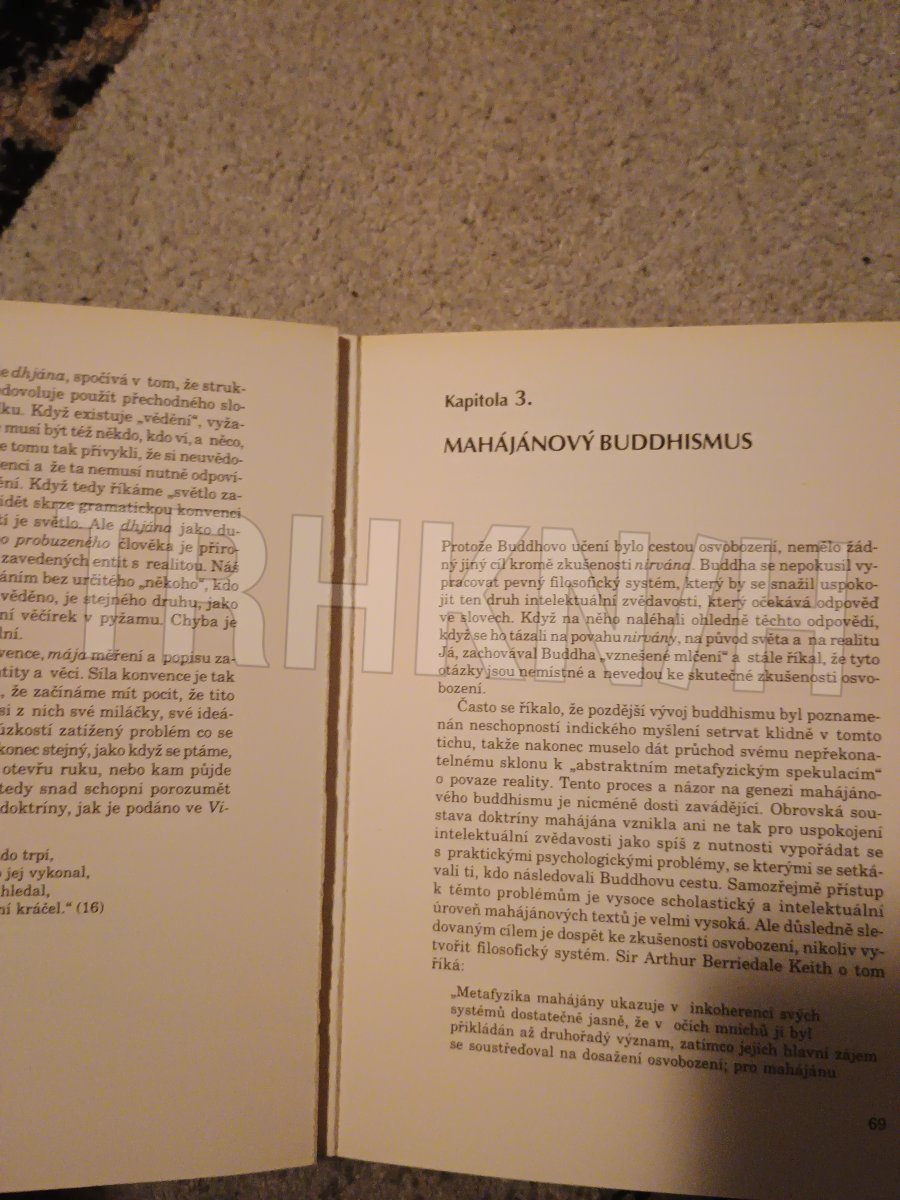 e dhjána, spočívá v tom, že struk-
dovoluje použít přechodného slo-
ku. Když existuje „vědění“, vyža-
musí být též někdo, kdo ví, a něco,
e tomu tak přivykli, že si neuvědo-
enci a že ta nemusí nutně odpoví-
ění. Když tedy říkáme „světlo za-
idět skrze gramatickou konvenci
tí je světlo. Ale dhjána jako du-
o probuzeného člověka je přiro-
zavedených entit s realitou. Náš
áním bez určitého „někoho“, kdo
věděno, je stejného druhu, jako
ní věčírek v pyžamu. Chyba je
lní.
vence, mája měření a popisu za-
ntity a věci. Síla konvence je tak
, že začínáme mít pocit, že tito
si z nich své miláčky, své ideá-
úzkostí zatížený problém co se
konec stejný, jako když se ptáme,
otevřu ruku, nebo kam půjde
tedy snad schopni porozumět
doktríny, jak je podáno ve Ví-
do trpí,
o jej vykonal,
hledal,
ní kráčel.“ (16)
Kapitola 3.
MAHÁJÁNOVÝ BUDDHISMUS
Protože Buddhovo učení bylo cestou osvobození, nemělo žád-
ný jiný cíl kromě zkušenosti nirvána. Buddha se nepokusil vy-
pracovat pevný filosofický systém, který by se snažil uspoko-
jit ten druh intelektuální zvědavosti, který očekává odpověď
ve slovech. Když na něho naléhali ohledně těchto odpovědí,
když se ho tázali na povahu nirvány, na původ světa a na realitu
Já, zachovával Buddha „vznešené mlčení“ a stále říkal, že tyto
otázky jsou nemístné a nevedou ke skutečné zkušenosti osvo-
bození.
Často se říkalo, že pozdější vývoj buddhismu byl pozname-
nán neschopností indického myšlení setrvat klidně v tomto
tichu, takže nakonec muselo dát průchod svému nepřekona-
telnému sklonu k „abstraktním metafyzickým spekulacím“
o povaze reality. Tento proces a názor na genezi mahájáno-
vého buddhismu je nicméně dosti zavádějící. Obrovská sou-
stava doktríny mahájána vznikla ani ne tak pro uspokojení
intelektuální zvědavosti jako spíš z nutnosti vypořádat se
s praktickými psychologickými problémy, se kterými se setká-
vali ti, kdo následovali Buddhovu cestu. Samozřejmě přístup
k těmto problémům je vysoce scholastický a intelektuální
úroveň mahájánových textů je velmi vysoká. Ale důsledně sle-
dovaným cílem je dospět ke zkušenosti osvobození, nikoliv vy-
tvořit filosofický systém. Sir Arthur Berriedale Keith o tom
říká:
„Metafyzika mahájány ukazuje v inkoherenci svých
systémů dostatečně jasně, že v očích mnichů jí byl
přikládán až druhořadý význam, zatímco jejich hlavní zájem
se soustřeďoval na dosažení osvobození; pro mahájánu
69
TRHKNIH